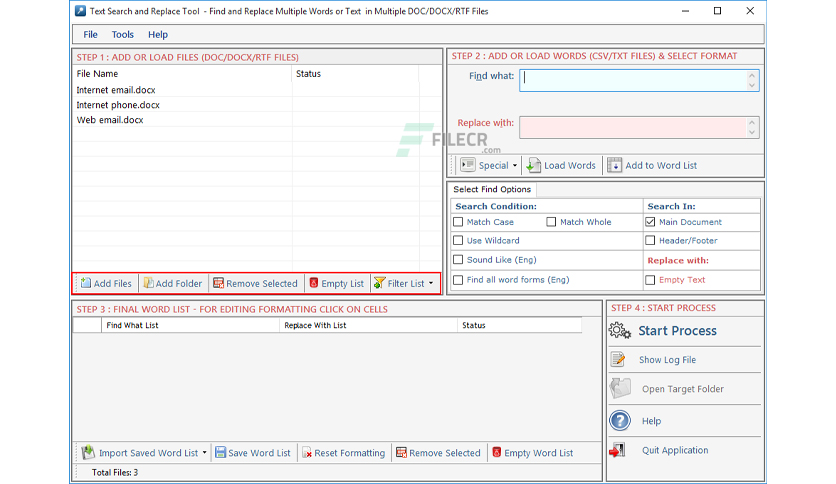 Text Search and Replace Tool - Find and Replace Multiple Words or Text in Multiple DOC/DOCX/RTF Files
File Tools Help
STEP 1 : ADD OR LOAD FILES (DOC/DOCX/RTF FILES)
File Name Status
Internet email.docx
Internet phone.docx
Web email.docx
Add Files Add Folder Remove Selected Empty List Filter List
STEP 2 : ADD OR LOAD WORDS (CSV/TXT FILES) & SELECT FORMAT
Find what:
Replace with:
FILECR
.com
Special Load Words Add to Word List
Select Find Options
Search Condition: Search In:
Match Case Match Whole Main Document
Use Wildcard Header/Footer
Sound Like (Eng) Replace with:
Find all word forms (Eng) Empty Text
STEP 3 : FINAL WORD LIST - FOR EDITING FORMATTING CLICK ON CELLS
Find What List Replace With List Status
Import Saved Word List Save Word List Reset Formatting Remove Selected Empty Word List
Total Files: 3
STEP 4 : START PROCESS
Start Process
Show Log File
Open Target Folder
Help
Quit Application